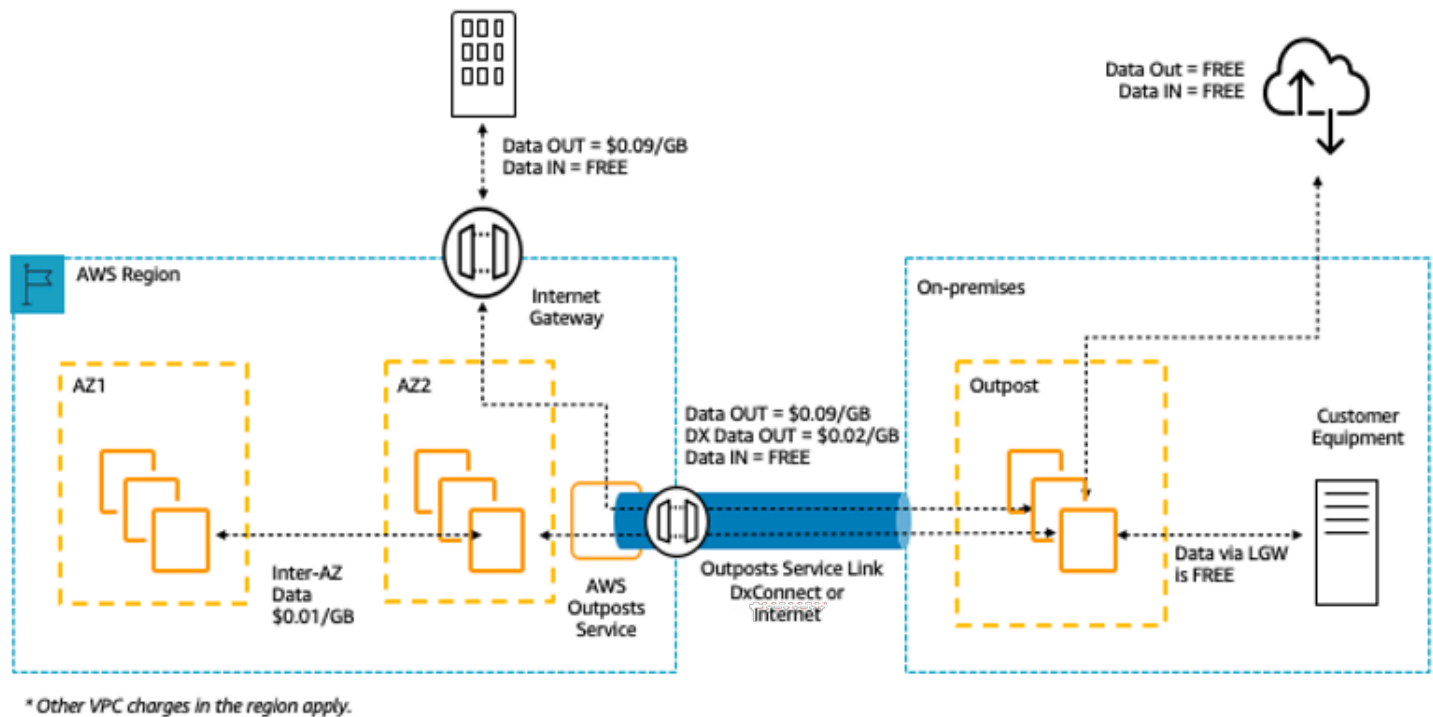 Data OUT = $0.09/GB
Data IN = FREE
Data Out = FREE
Data IN = FREE
AWS Region
Internet
Gateway
On-premises
AZ1
AZ2
Outpost
Data OUT = $0.09/GB
DX Data OUT = $0.02/GB
Data IN = FREE
Customer
Equipment
Inter-AZ
Data
$0.01/GB
AWS
Outposts
Service
Outposts Service Link
DxConnect or
Internet
Data via LGW
is FREE
* Other VPC charges in the region apply.